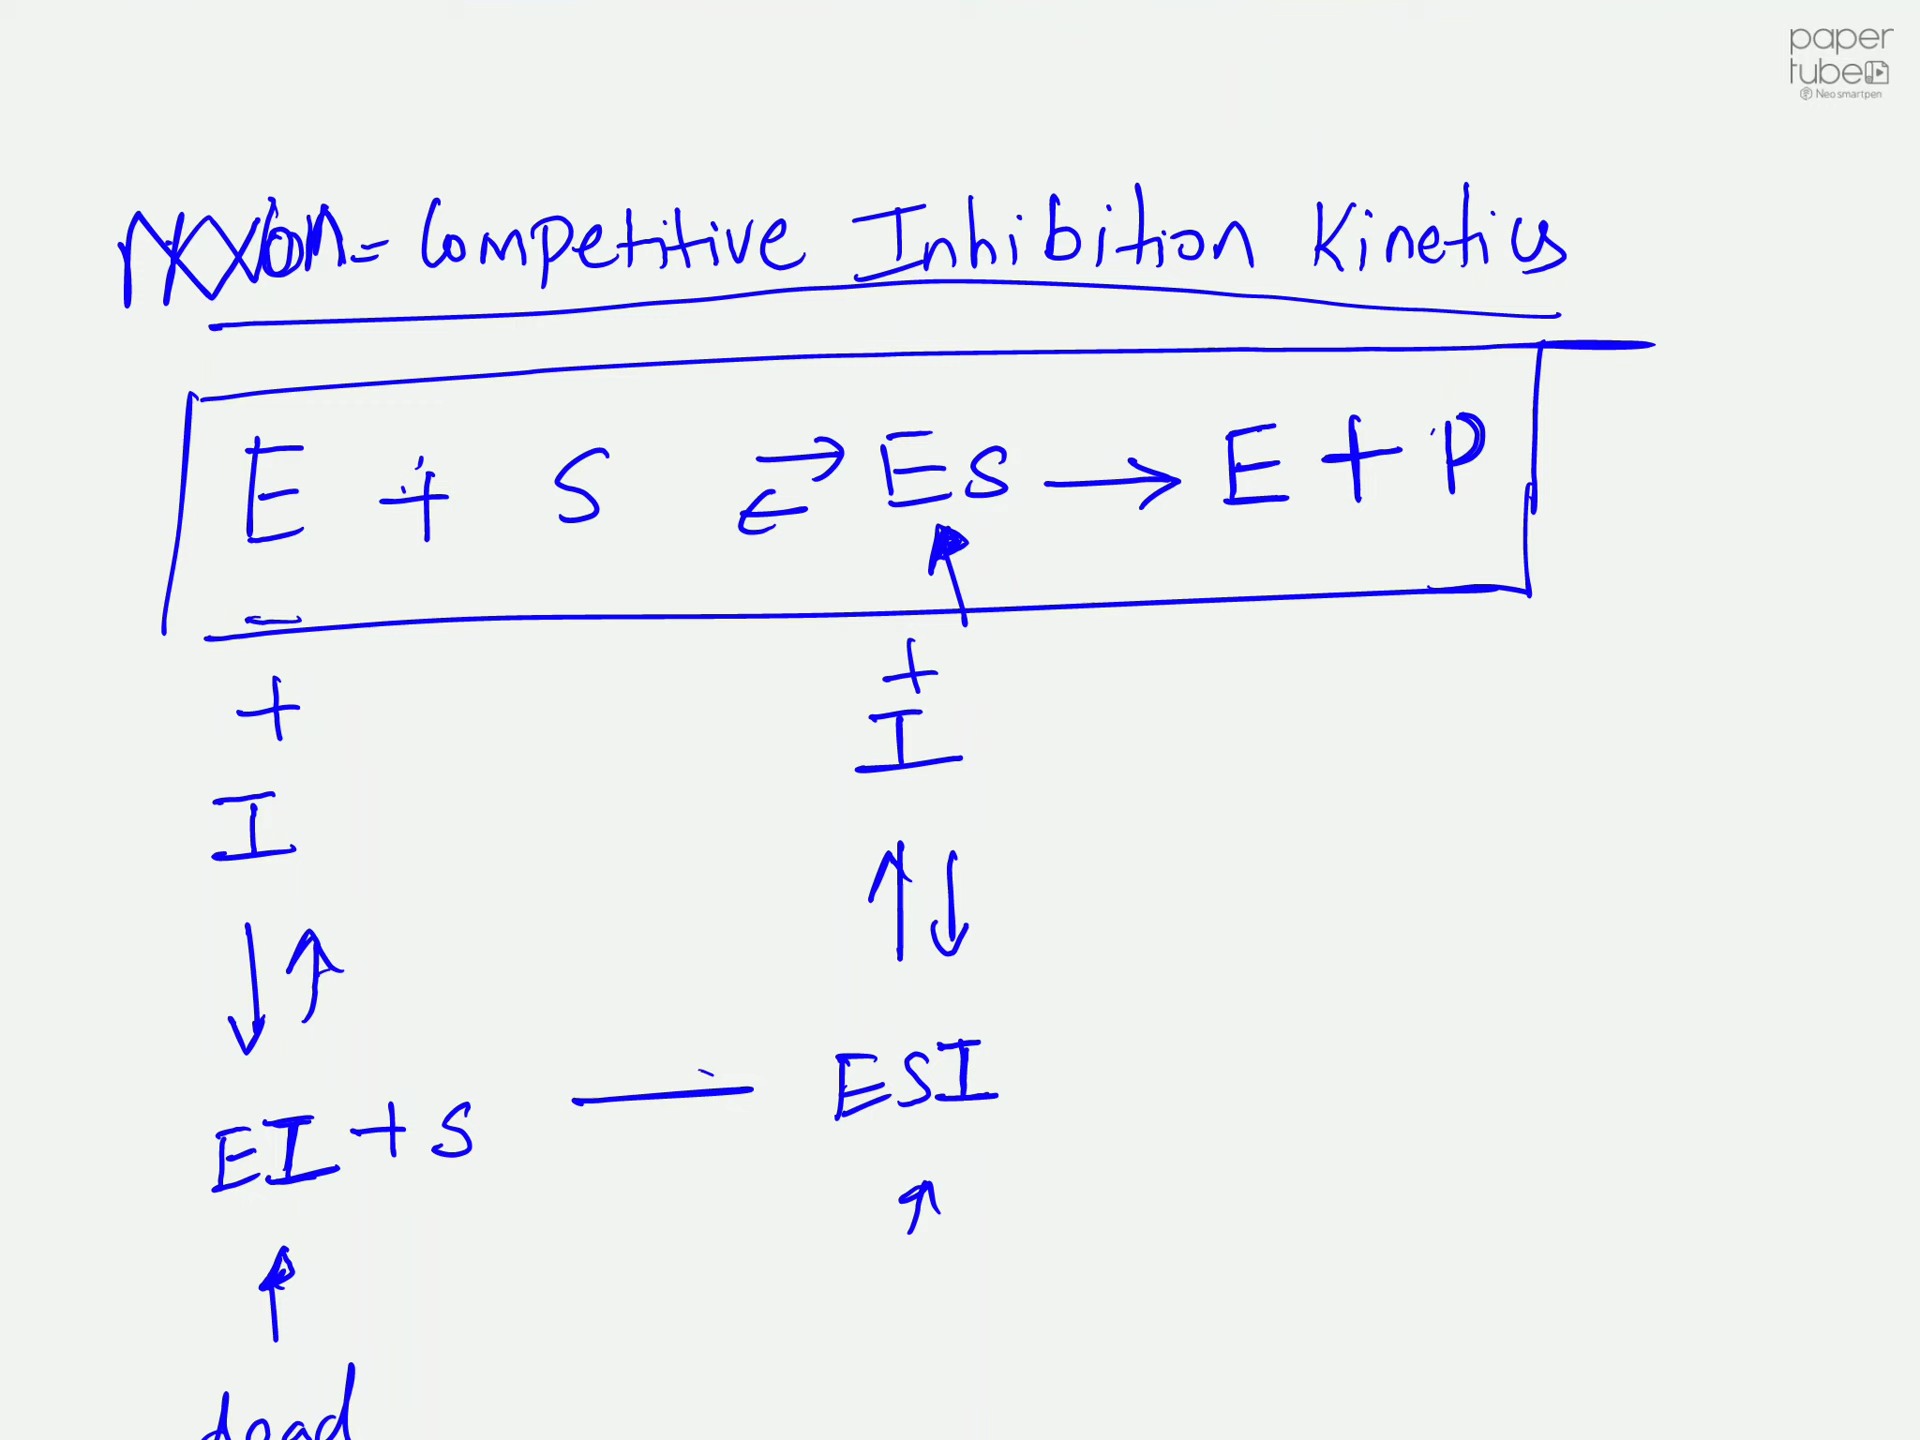 paper
tube
Neo smartpen
Non-Competitive Inhibition Kinetics
E + S ⇄ ES → E + P
+
+
I
I
↑↓
↓↑
ESI
EI + S —
↑
↑
dead